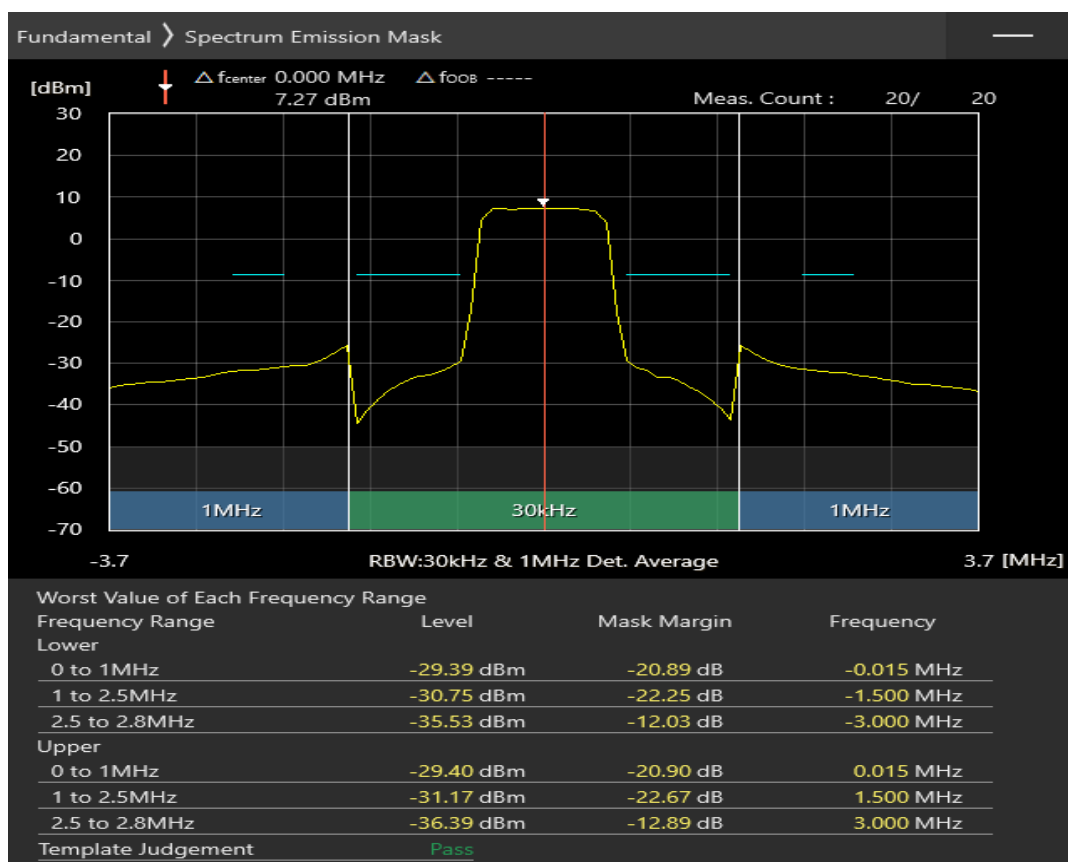 Fundamental 〉 Spectrum Emission Mask
△ fcenter 0.000 MHz △ fOOB -----
[dBm]
7.27 dBm Meas. Count : 20/ 20
30
20
10
0
-10
-20
-30
-40
-50
-60
1MHz 30kHz 1MHz
-70
-3.7 RBW:30kHz & 1MHz Det. Average 3.7 [MHz]
Worst Value of Each Frequency Range
Frequency Range Level Mask Margin Frequency
Lower
0 to 1MHz -29.39 dBm -20.89 dB -0.015 MHz
1 to 2.5MHz -30.75 dBm -22.25 dB -1.500 MHz
2.5 to 2.8MHz -35.53 dBm -12.03 dB -3.000 MHz
Upper
0 to 1MHz -29.40 dBm -20.90 dB 0.015 MHz
1 to 2.5MHz -31.17 dBm -22.67 dB 1.500 MHz
2.5 to 2.8MHz -36.39 dBm -12.89 dB 3.000 MHz
Template Judgement Pass